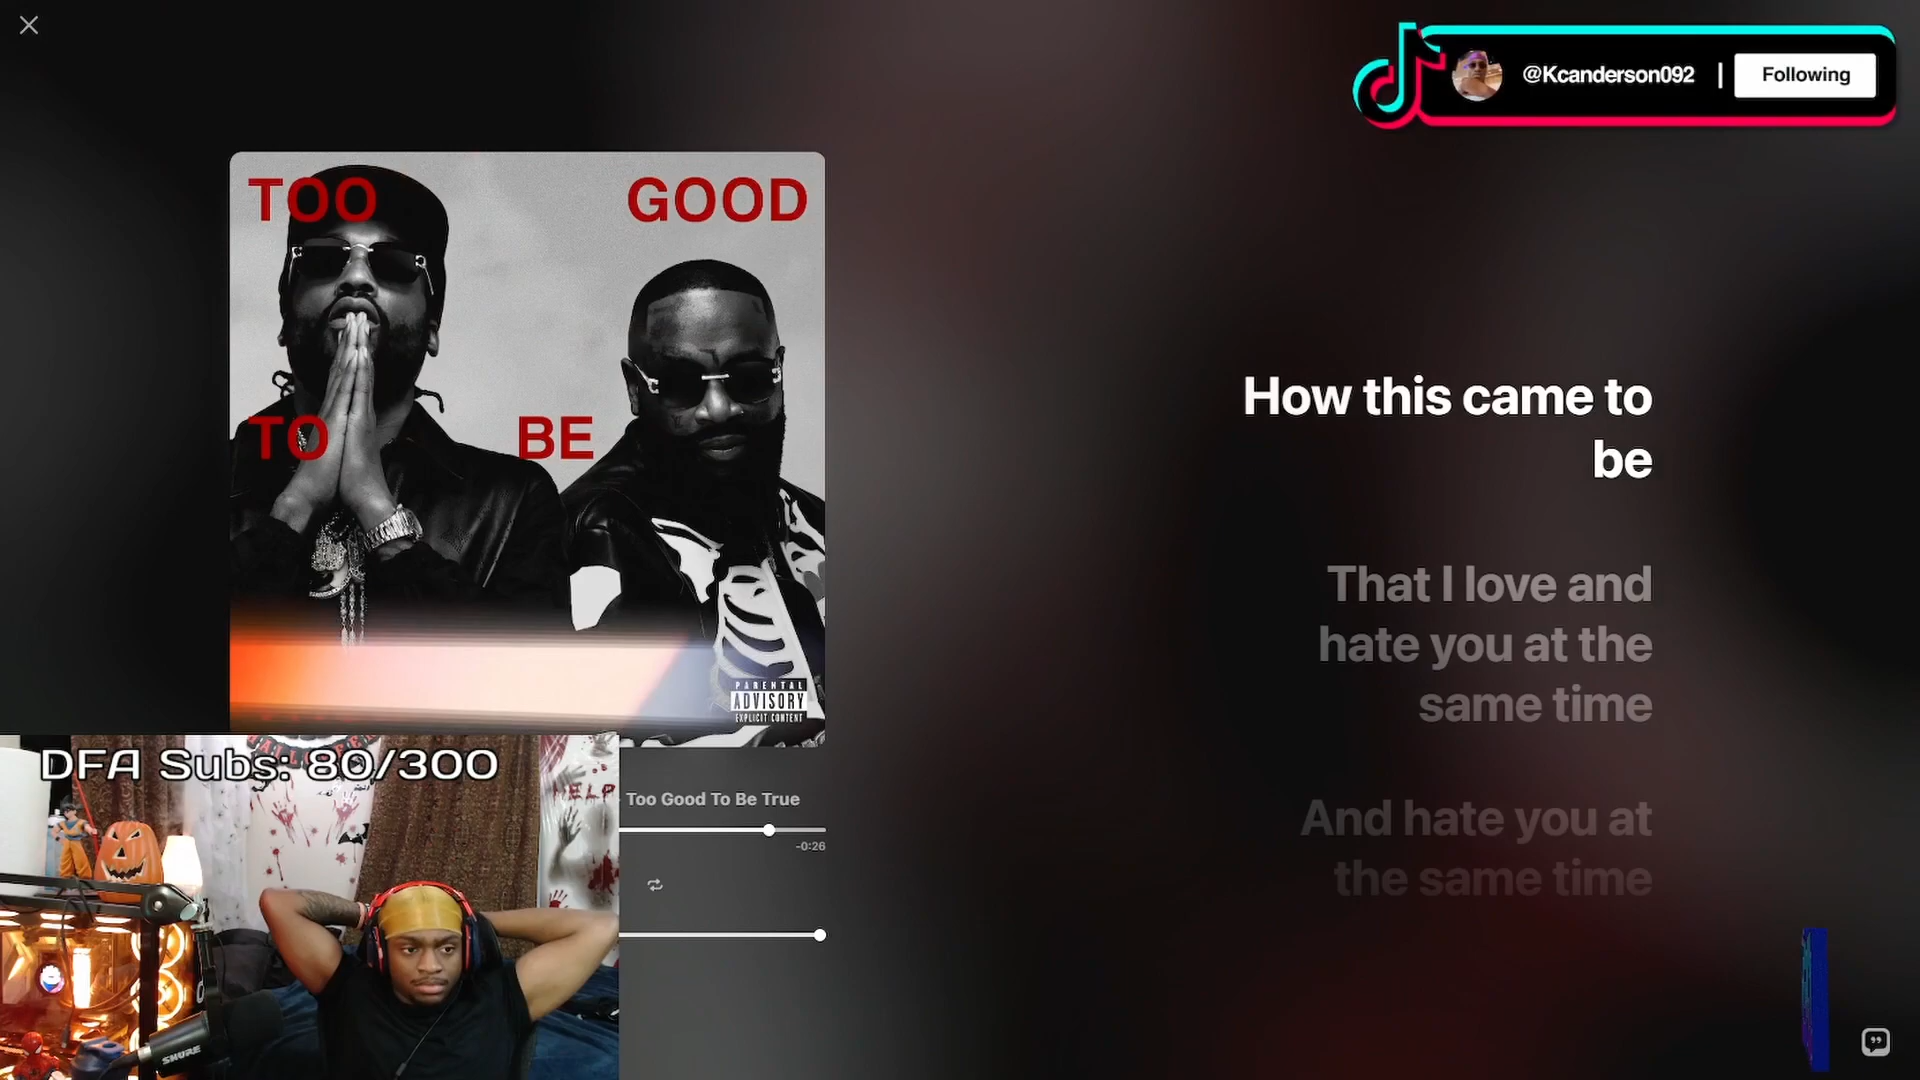 @Kcanderson092 | Following
TOO GOOD
TO BE
PARENTAL
ADVISORY
EXPLICIT CONTENT
How this came to
be
That I love and
hate you at the
same time
And hate you at
the same time
DFA Subs: 80/300
HELP
Too Good To Be True
-0:26
SHURE